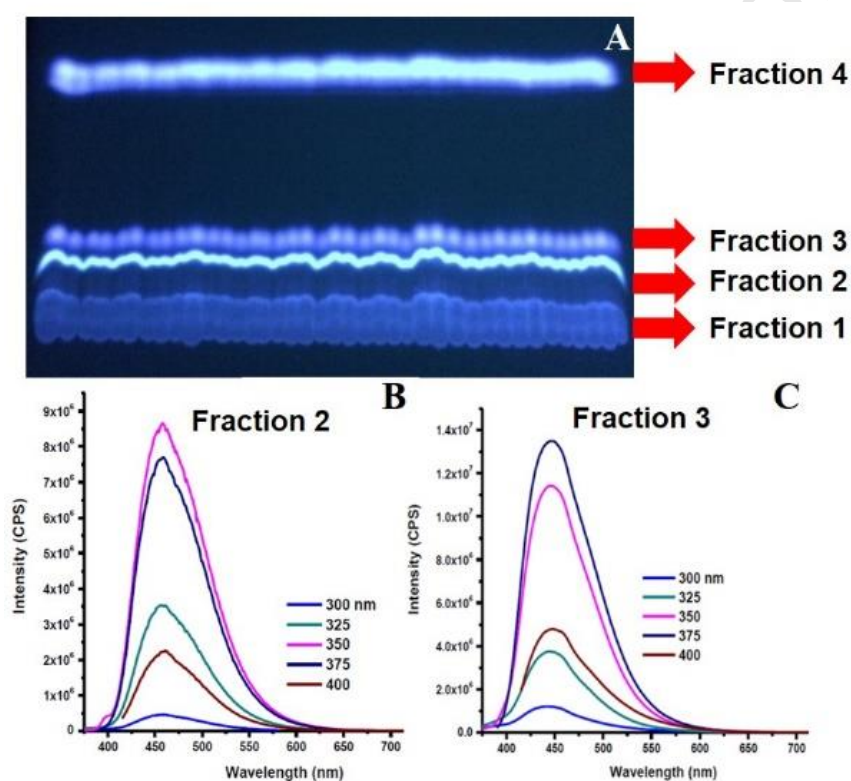 A
Fraction 4
Fraction 3
Fraction 2
Fraction 1
B
Fraction 2
9x10⁶
8x10⁶
7x10⁶
6x10⁶
5x10⁶
4x10⁶
3x10⁶
2x10⁶
1x10⁶
0
Intensity (CPS)
300 nm
325
350
375
400
400 450 500 550 600 650 700
Wavelength (nm)
C
Fraction 3
1.4x10⁷
1.2x10⁷
1.0x10⁷
8.0x10⁶
6.0x10⁶
4.0x10⁶
2.0x10⁶
0.0
Intensity (CPS)
300 nm
325
350
375
400
400 450 500 550 600 650 700
Wavelength (nm)